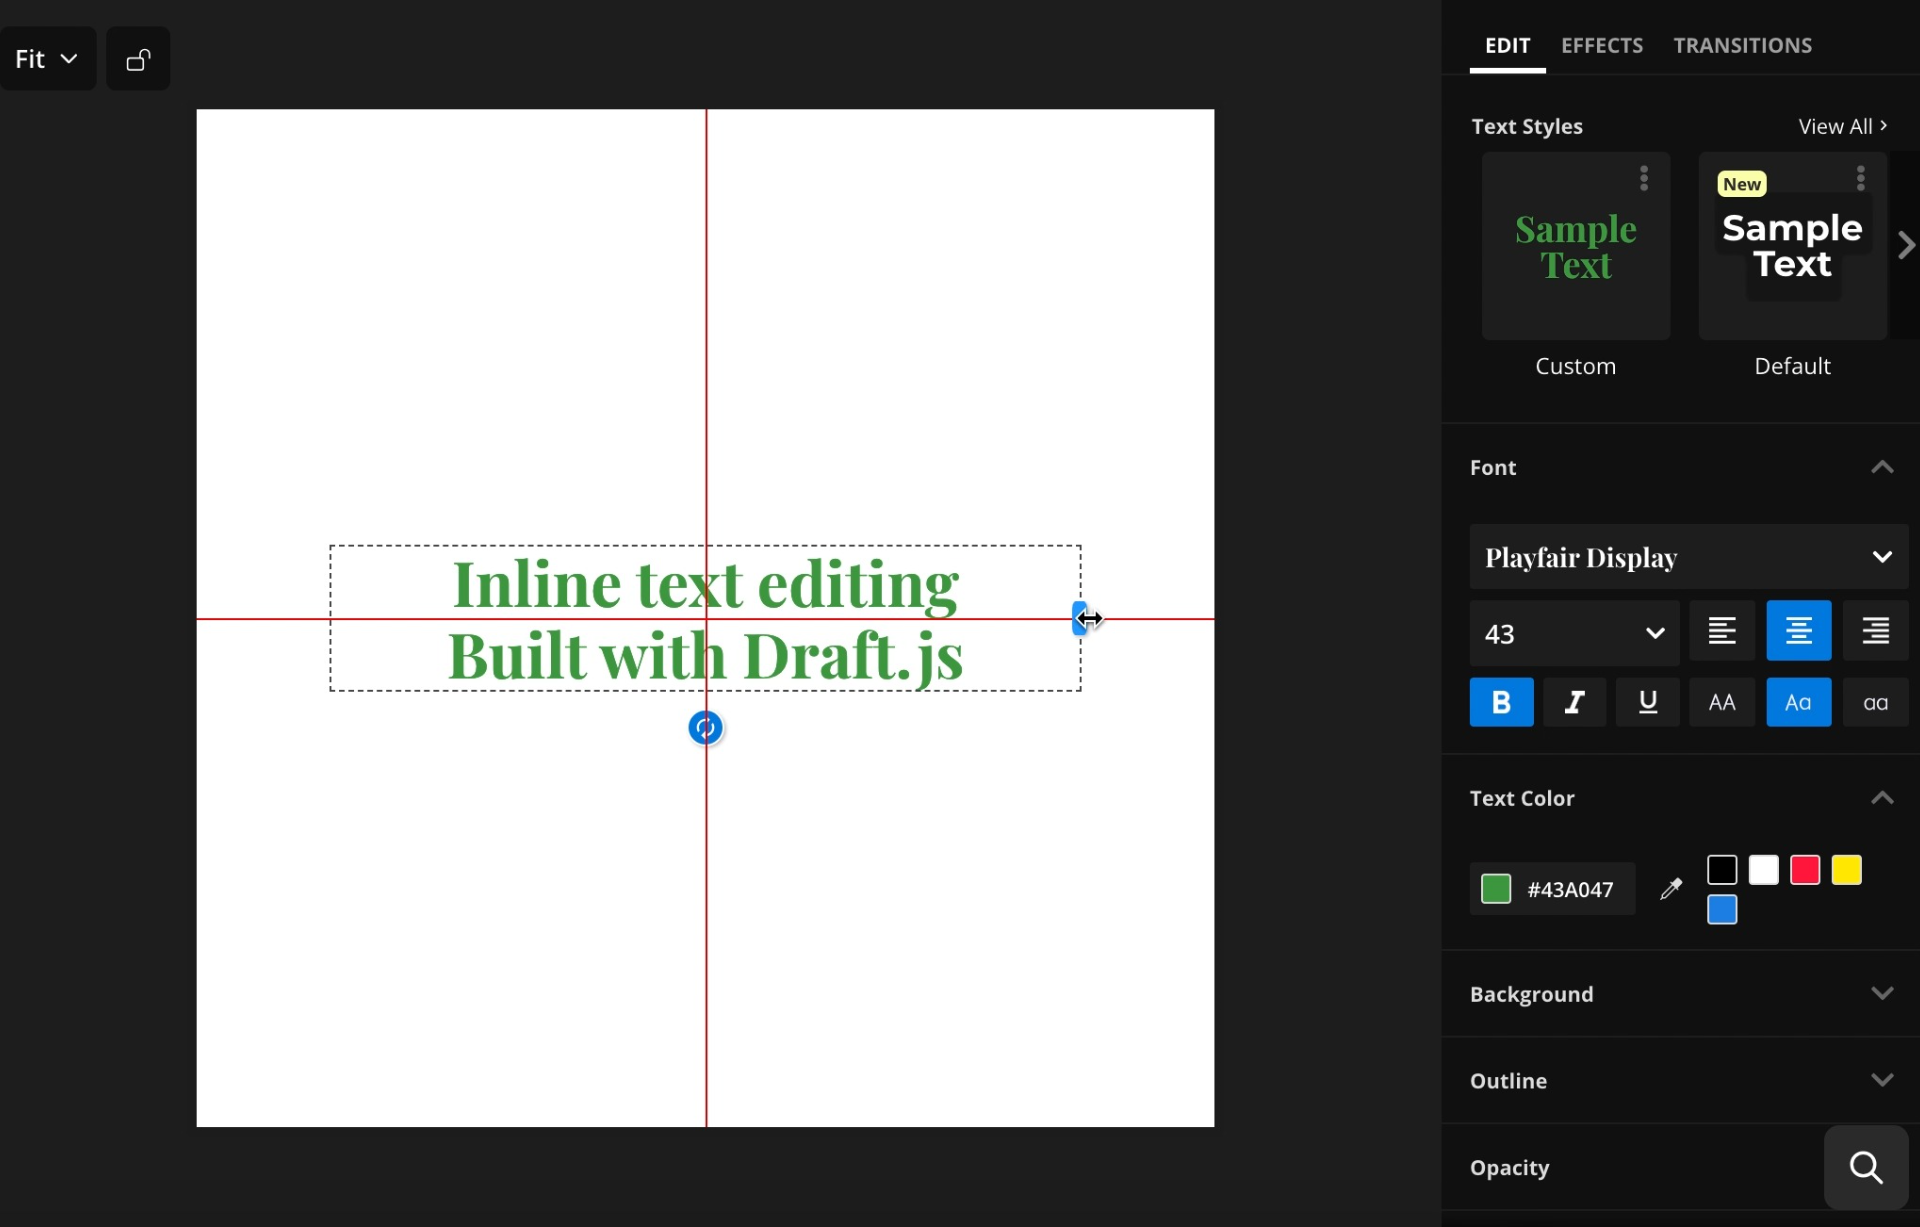 Fit
EDIT EFFECTS TRANSITIONS
Text Styles
View All
Sample
Text
Custom
New
Sample
Text
Default
Font
Playfair Display
43
B I U AA Aa aa
Inline text editing
Built with Draft.js
Text Color
#43A047
Background
Outline
Opacity